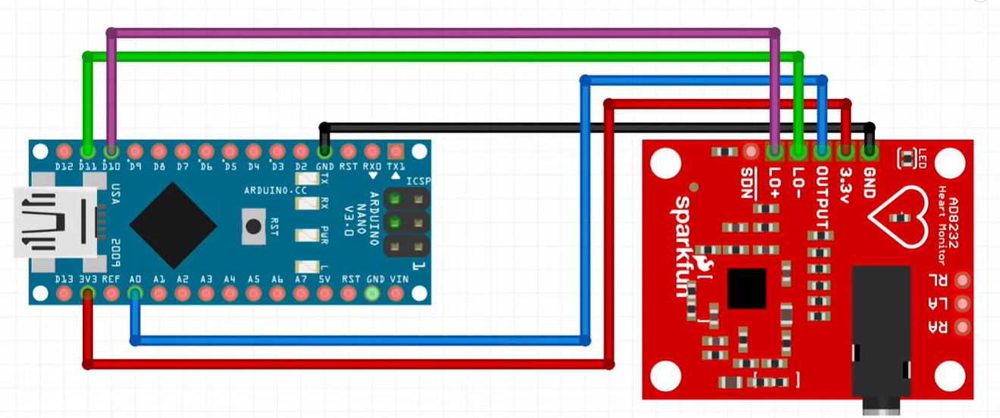 D12 D11 D10 D9 D8 D7 D6 D5 D4 D3 D2 GND RST RX0 TX1
TX
RX
PWR
L
ARDUINO.CC
RST
USA
2009
ARDUINO
NANO
V3.0
ICSP
1
D13 3V3 REF A0 A1 A2 A3 A4 A5 A6 A7 5V RST GND VIN
SDN
LO+
LO-
OUTPUT
3.3v
GND
LED
sparkfun
AD8232
Heart Monitor
RL
LA
RA